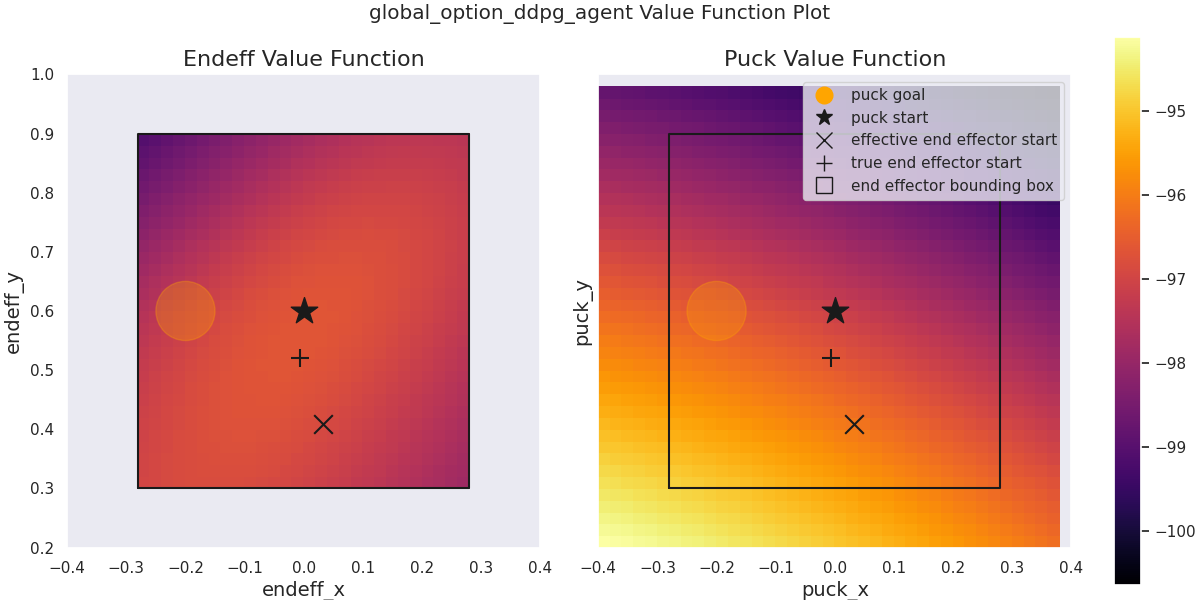 global_option_ddpg_agent Value Function Plot
Endeff Value Function
1.0
0.9
0.8
0.7
0.6
0.5
0.4
0.3
0.2
endeff_y
−0.4 −0.3 −0.2 −0.1 0.0 0.1 0.2 0.3 0.4
endeff_x
Puck Value Function
puck goal
puck start
effective end effector start
true end effector start
end effector bounding box
puck_y
−0.4 −0.3 −0.2 −0.1 0.0 0.1 0.2 0.3 0.4
puck_x
−95
−96
−97
−98
−99
−100